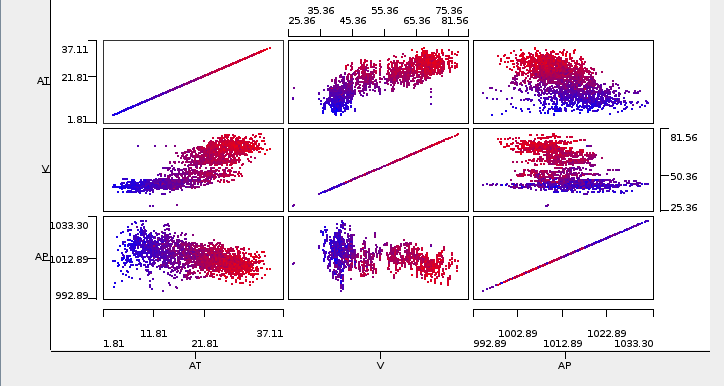 35.36 55.36 75.36
25.36 45.36 65.36 81.56
37.11
AT 21.81
1.81
81.56
V 50.36
25.36
1033.30
AP 1012.89
992.89
11.81 37.11 1002.89 1022.89
1.81 21.81 992.89 1012.89 1033.30
AT V AP